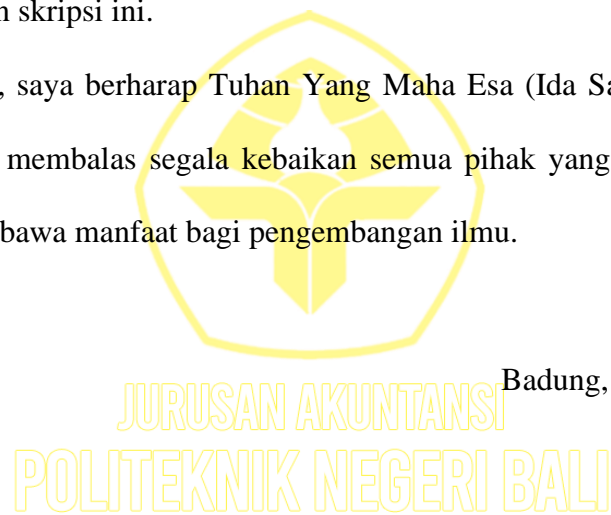 skripsi ini.
, saya berharap Tuhan Yang Maha Esa (Ida Sa
membalas segala kebaikan semua pihak yang
bawa manfaat bagi pengembangan ilmu.
Badung,
JURUSAN AKUNTANSI
POLITEKNIK NEGERI BALI